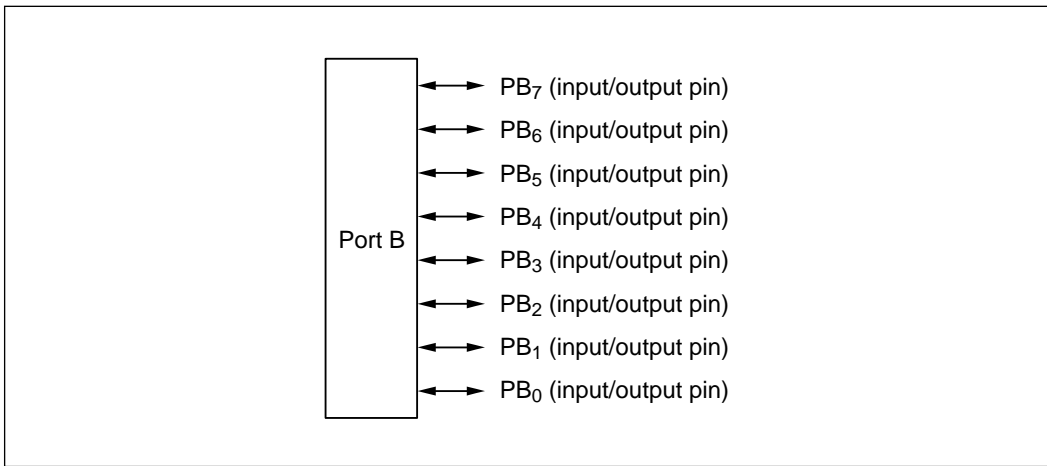 PB7 (input/output pin)
PB6 (input/output pin)
PB5 (input/output pin)
PB4 (input/output pin)
Port B
PB3 (input/output pin)
PB2 (input/output pin)
PB1 (input/output pin)
PB0 (input/output pin)